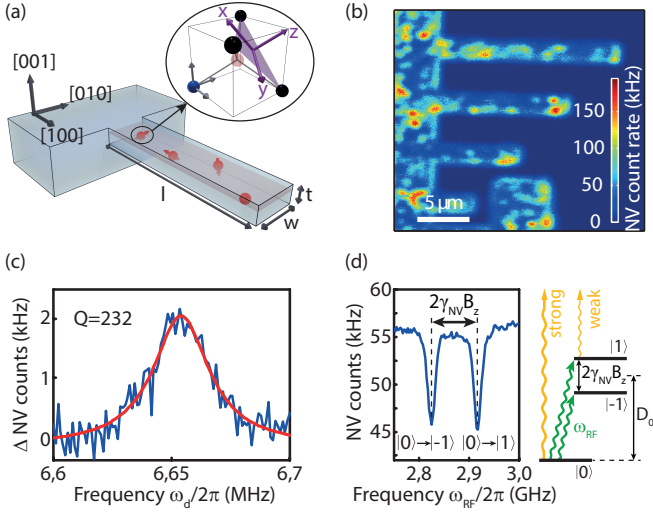 (a)
[001]
[010]
[100]
x
z
y
l
w
t
(b)
NV count rate (kHz)
150
100
50
0
5 μm
(c)
Q=232
Δ NV counts (kHz)
2
1
0
6,6
6,65
6,7
Frequency ω_d/2π (MHz)
(d)
NV counts (kHz)
60
55
50
45
2γ_NV B_z
|0⟩→|-1⟩
|0⟩→|1⟩
2,8
2,9
3,0
Frequency ω_RF/2π (GHz)
strong
weak
|1⟩
2γ_NV B_z
|-1⟩
D_0
ω_RF
|0⟩